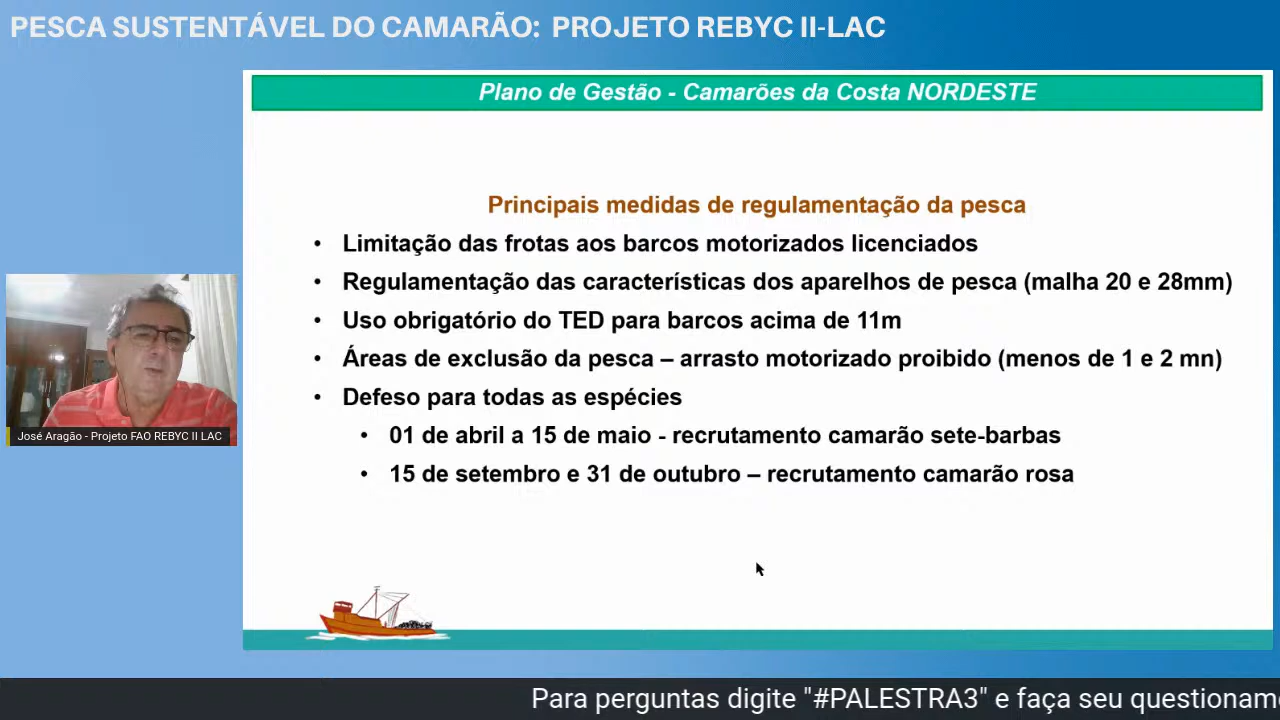 PESCA SUSTENTÁVEL DO CAMARÃO: PROJETO REBYC II-LAC
Plano de Gestão - Camarões da Costa NORDESTE
Principais medidas de regulamentação da pesca
• Limitação das frotas aos barcos motorizados licenciados
• Regulamentação das características dos aparelhos de pesca (malha 20 e 28mm)
• Uso obrigatório do TED para barcos acima de 11m
• Áreas de exclusão da pesca – arrasto motorizado proibido (menos de 1 e 2 mn)
• Defeso para todas as espécies
• 01 de abril a 15 de maio - recrutamento camarão sete-barbas
• 15 de setembro e 31 de outubro – recrutamento camarão rosa
José Aragão - Projeto FAO REBYC II LAC
Para perguntas digite "#PALESTRA3" e faça seu questionam